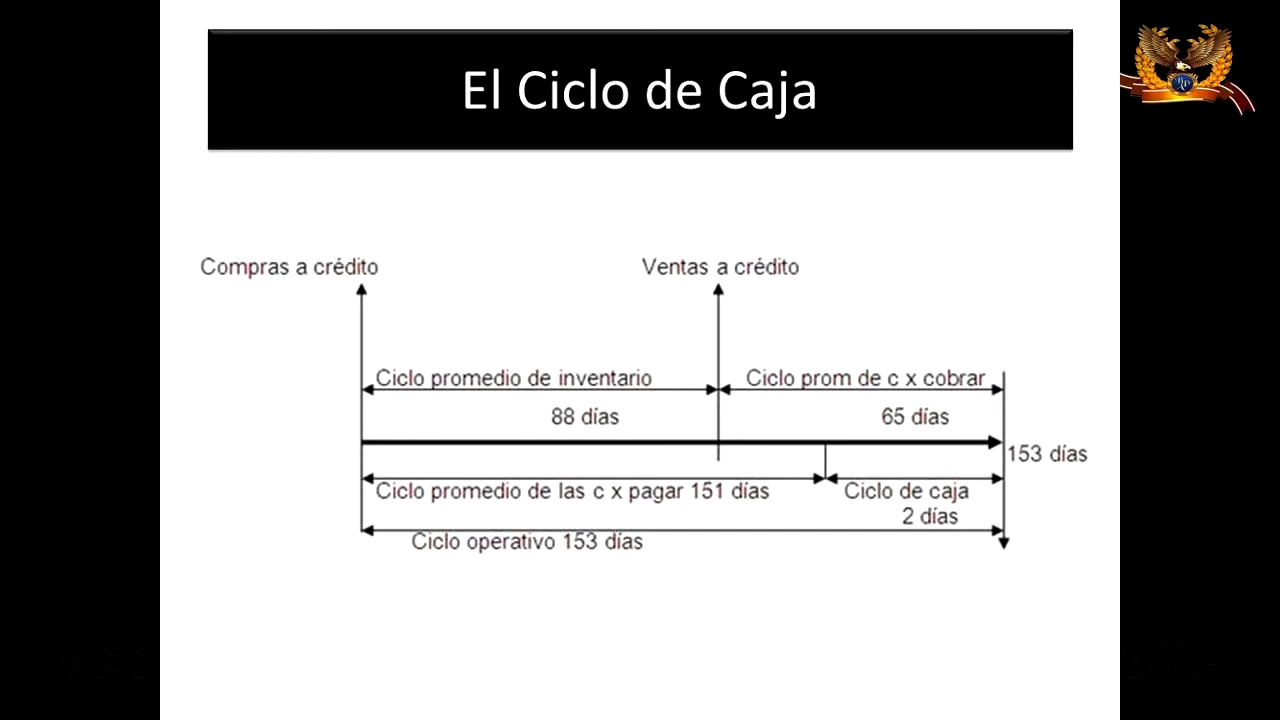 El Ciclo de Caja
Compras a crédito
Ventas a crédito
Ciclo promedio de inventario
Ciclo prom de c x cobrar
88 días
65 días
153 días
Ciclo promedio de las c x pagar 151 días
Ciclo de caja
2 días
Ciclo operativo 153 días